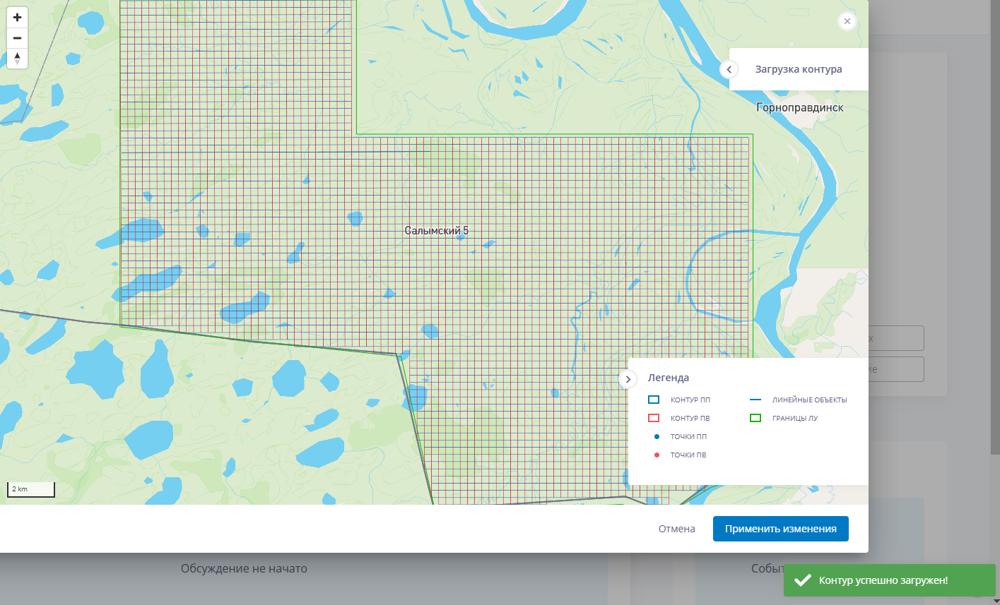 Загрузка контура
Горноправдинск
Салымский 5
х
Легенда
ие
КОНТУР ПП
ЛИНЕЙНЫЕ ОБЪЕКТЫ
КОНТУР ПВ
ГРАНИЦЫ ЛУ
ТОЧКИ ПП
ТОЧКИ ПВ
2 km
Отмена
Применить изменения
Обсуждение не начато
Событ
Контур успешно загружен!